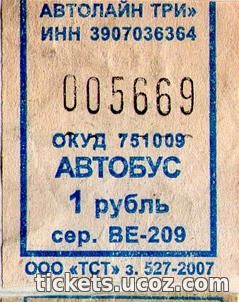 АВТОЛАЙН ТРИ»
ИНН 3907036364
005669
ОКУД 751009
АВТОБУС
1 рубль
сер. ВЕ-209
ООО «ТСТ» з. 527-2007
tickets.ucoz.com